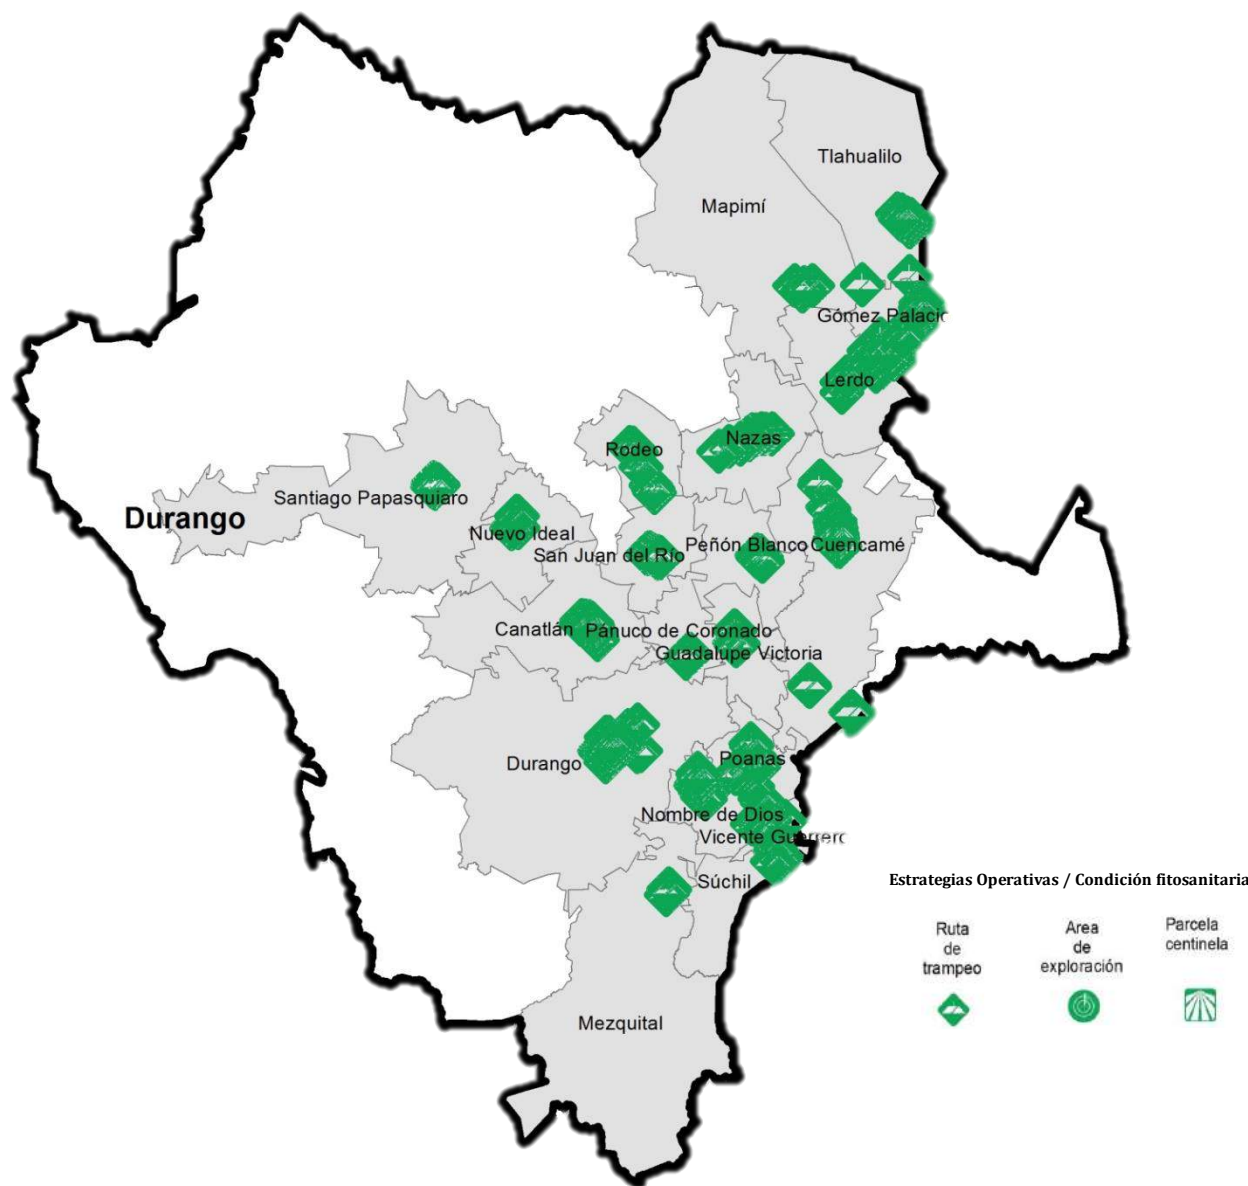 Tlahualilo
Mapimí
Gómez Palacio
Lerdo
Nazas
Rodeo
Santiago Papasquiaro
Durango
Nuevo Ideal
San Juan del Río
Peñón Blanco
Cuencamé
Canatlán
Pánuco de Coronado
Guadalupe Victoria
Durango
Poanas
Nombre de Dios
Vicente Guerrero
Súchil
Mezquital
Estrategias Operativas / Condición fitosanitaria
Ruta
de
trampeo
Area
de
exploración
Parcela
centinela